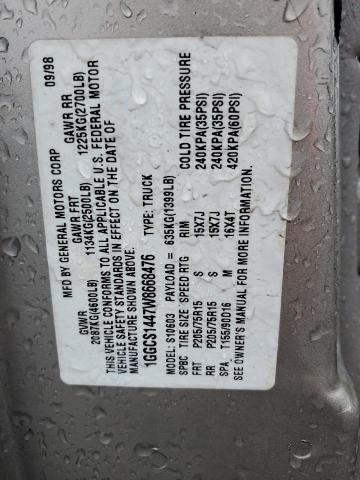 MFD BY GENERAL MOTORS CORP 09/98
GVWR GAWR FRT GAWR RR
2087KG(4600LB) 1134KG(2500LB) 1225KG(2700LB)
THIS VEHICLE CONFORMS TO ALL APPLICABLE U.S. FEDERAL MOTOR
VEHICLE SAFETY STANDARDS IN EFFECT ON THE DATE OF
MANUFACTURE SHOWN ABOVE.
1GGCS1447W8668476 TYPE: TRUCK
MODEL: S10603 PAYLOAD = 635KG(1399LB)
SPBC TIRE SIZE SPEED RTG RIM COLD TIRE PRESSURE
FRT P205/75R15 S 15X7J 240KPA(35PSI)
RR P205/75R15 S 15X7J 240KPA(35PSI)
SPA T155/90D16 M 16X4T 420KPA(60PSI)
SEE OWNER'S MANUAL FOR MORE INFORMATION.